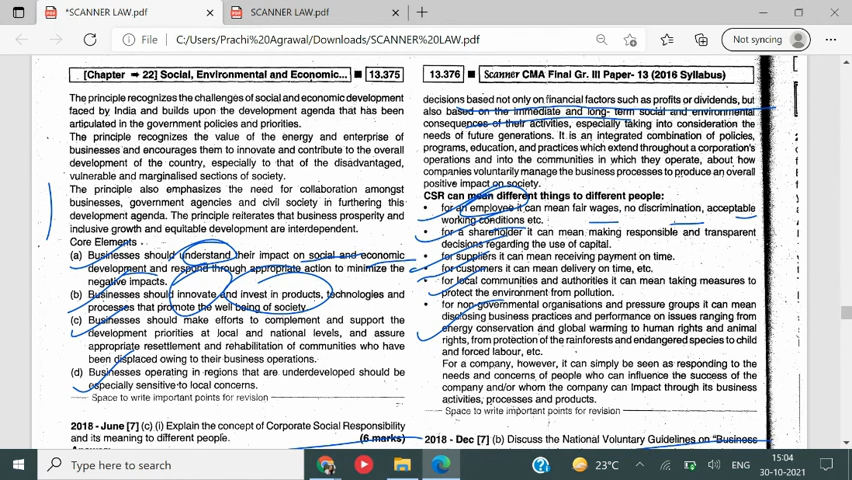 *SCANNER LAW.pdf
SCANNER LAW.pdf
File
C:/Users/Prachi%20Agrawal/Downloads/SCANNER%20LAW.pdf
Not syncing
[Chapter ➡ 22] Social, Environmental and Economic... ■ 13.375
The principle recognizes the challenges of social and economic development
faced by India and builds upon the development agenda that has been
articulated in the government policies and priorities.
The principle recognizes the value of the energy and enterprise of
businesses and encourages them to innovate and contribute to the overall
development of the country, especially to that of the disadvantaged,
vulnerable and marginalised sections of society.
The principle also emphasizes the need for collaboration amongst
businesses, government agencies and civil society in furthering this
development agenda. The principle reiterates that business prosperity and
inclusive growth and equitable development are interdependent.
Core Elements
(a) Businesses should understand their impact on social and economic
development and respond through appropriate action to minimize the
negative impacts.
(b) Businesses should innovate and invest in products, technologies and
processes that promote the well being of society.
(c) Businesses should make efforts to complement and support the
development priorities at local and national levels, and assure
appropriate resettlement and rehabilitation of communities who have
been displaced owing to their business operations.
(d) Businesses operating in regions that are underdeveloped should be
especially sensitive to local concerns.
Space to write important points for revision
2018 - June [7] (c) (i) Explain the concept of Corporate Social Responsibility
and its meaning to different people. (6 marks)
13.376 ■ Scanner CMA Final Gr. III Paper- 13 (2016 Syllabus)
decisions based not only on financial factors such as profits or dividends, but
also based on the immediate and long- term social and environmental
consequences of their activities, especially taking into consideration the
needs of future generations. It is an integrated combination of policies,
programs, education, and practices which extend throughout a corporation's
operations and into the communities in which they operate, about how
companies voluntarily manage the business processes to produce an overall
positive impact on society.
CSR can mean different things to different people:
• for an employee it can mean fair wages, no discrimination, acceptable
working conditions etc.
• for a shareholder it can mean making responsible and transparent
decisions regarding the use of capital.
• for suppliers it can mean receiving payment on time.
• for customers it can mean delivery on time, etc.
• for local communities and authorities it can mean taking measures to
protect the environment from pollution.
• for non-governmental organisations and pressure groups it can mean
disclosing business practices and performance on issues ranging from
energy conservation and global warming to human rights and animal
rights, from protection of the rainforests and endangered species to child
and forced labour, etc.
For a company, however, it can simply be seen as responding to the
needs and concerns of people who can influence the success of the
company and/or whom the company can Impact through its business
activities, processes and products.
Space to write important points for revision
2018 - Dec [7] (b) Discuss the National Voluntary Guidelines on "Business
Type here to search
23°C
ENG
15:04
30-10-2021